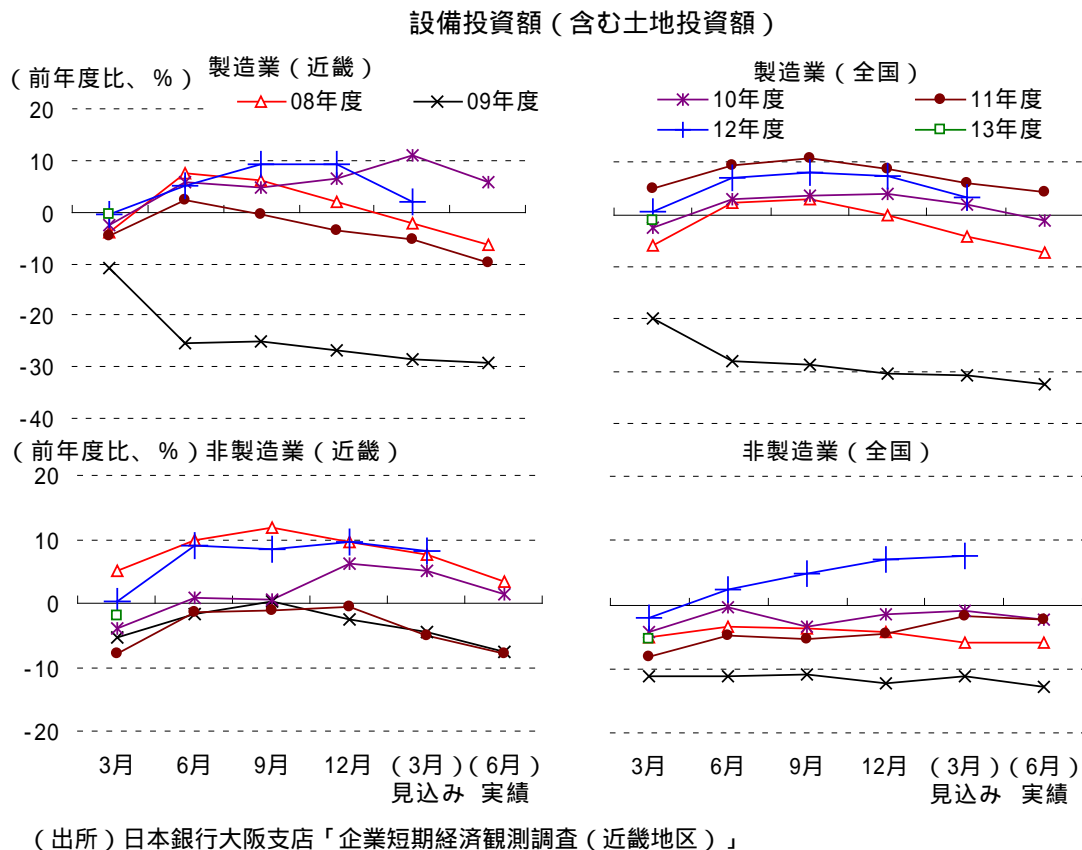 設備投資額（含む土地投資額）
（前年度比、％）
製造業（近畿）
製造業（全国）
08年度
09年度
10年度
11年度
12年度
13年度
20
10
0
-10
-20
-30
-40
（前年度比、％）
非製造業（近畿）
非製造業（全国）
20
10
0
-10
-20
3月 6月 9月 12月 （3月） （6月）
見込み 実績
3月 6月 9月 12月 （3月） （6月）
見込み 実績
（出所）日本銀行大阪支店「企業短期経済観測調査（近畿地区）」